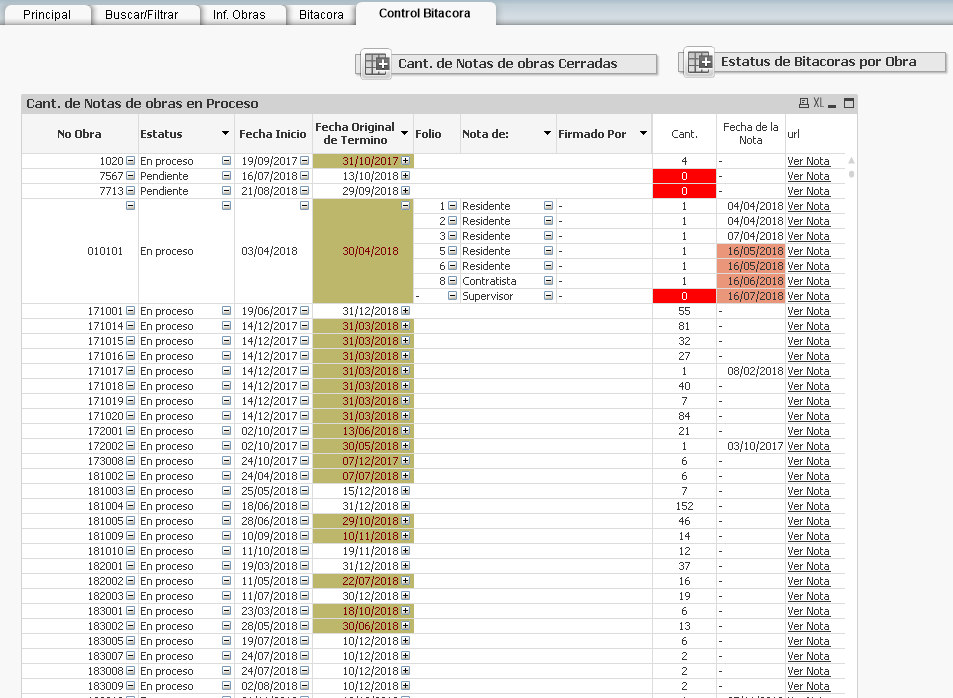 Principal Buscar/Filtrar Inf. Obras Bitacora Control Bitacora
Cant. de Notas de obras Cerradas Estatus de Bitacoras por Obra
Cant. de Notas de obras en Proceso XL
No Obra Estatus Fecha Inicio Fecha Original de Termino Folio Nota de: Firmado Por Cant. Fecha de la Nota url
1020 En proceso 19/09/2017 31/10/2017 4 - Ver Nota
7567 Pendiente 16/07/2018 13/10/2018 0 - Ver Nota
7713 Pendiente 21/08/2018 29/09/2018 0 - Ver Nota
1 Residente - 1 04/04/2018 Ver Nota
2 Residente - 1 04/04/2018 Ver Nota
3 Residente - 1 07/04/2018 Ver Nota
010101 En proceso 03/04/2018 30/04/2018 5 Residente - 1 16/05/2018 Ver Nota
6 Residente - 1 16/05/2018 Ver Nota
8 Contratista - 1 16/06/2018 Ver Nota
- Supervisor - 0 16/07/2018 Ver Nota
171001 En proceso 19/06/2017 31/12/2018 55 - Ver Nota
171014 En proceso 14/12/2017 31/03/2018 81 - Ver Nota
171015 En proceso 14/12/2017 31/03/2018 32 - Ver Nota
171016 En proceso 14/12/2017 31/03/2018 27 - Ver Nota
171017 En proceso 14/12/2017 31/03/2018 1 08/02/2018 Ver Nota
171018 En proceso 14/12/2017 31/03/2018 40 - Ver Nota
171019 En proceso 14/12/2017 31/03/2018 7 - Ver Nota
171020 En proceso 14/12/2017 31/03/2018 84 - Ver Nota
172001 En proceso 02/10/2017 13/06/2018 21 - Ver Nota
172002 En proceso 02/10/2017 30/05/2018 1 03/10/2017 Ver Nota
173008 En proceso 24/10/2017 07/12/2017 6 - Ver Nota
181002 En proceso 24/04/2018 07/07/2018 6 - Ver Nota
181003 En proceso 25/05/2018 15/12/2018 7 - Ver Nota
181004 En proceso 18/06/2018 31/12/2018 152 - Ver Nota
181005 En proceso 28/06/2018 29/10/2018 46 - Ver Nota
181009 En proceso 10/09/2018 10/11/2018 14 - Ver Nota
181010 En proceso 11/10/2018 19/11/2018 12 - Ver Nota
182001 En proceso 19/03/2018 31/12/2018 37 - Ver Nota
182002 En proceso 11/05/2018 22/07/2018 16 - Ver Nota
182003 En proceso 11/07/2018 30/12/2018 19 - Ver Nota
183001 En proceso 23/03/2018 18/10/2018 6 - Ver Nota
183002 En proceso 28/05/2018 30/06/2018 13 - Ver Nota
183005 En proceso 19/07/2018 10/12/2018 6 - Ver Nota
183007 En proceso 24/07/2018 10/12/2018 2 - Ver Nota
183008 En proceso 24/07/2018 10/12/2018 2 - Ver Nota
183009 En proceso 02/08/2018 10/12/2018 2 - Ver Nota